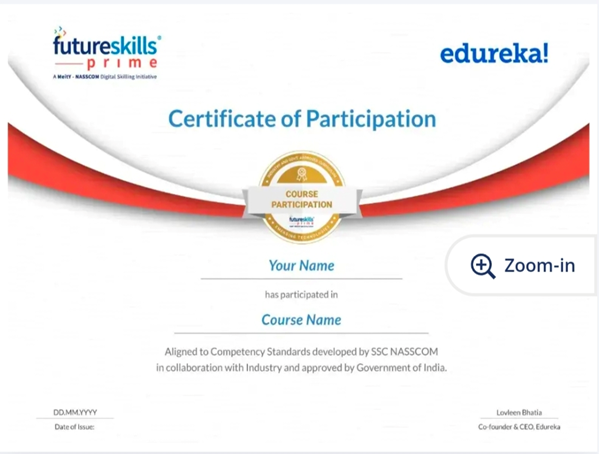 futureskills®
prime
A MeitY - NASSCOM Digital Skilling Initiative
edureka!
Certificate of Participation
COURSE
PARTICIPATION
futureskills
prime
Your Name
Zoom-in
has participated in
Course Name
Aligned to Competency Standards developed by SSC NASSCOM
in collaboration with Industry and approved by Government of India.
DD.MM.YYYY
Lovleen Bhatia
Date of Issue:
Co-founder & CEO, Edureka